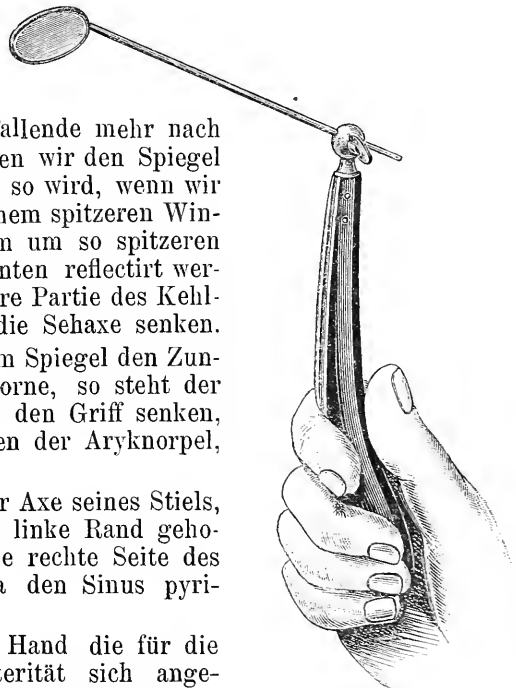 allende mehr nach
en wir den Spiegel
so wird, wenn wir
nem spitzeren Win-
n um so spitzeren
nten reflectirt wer-
re Partie des Kehl-
die Sehaxe senken.
m Spiegel den Zun-
orne, so steht der
den Griff senken,
en der Aryknorpel,
r Axe seines Stiels,
linke Rand geho-
e rechte Seite des
a den Sinus pyri-
Hand die für die
terität sich ange-